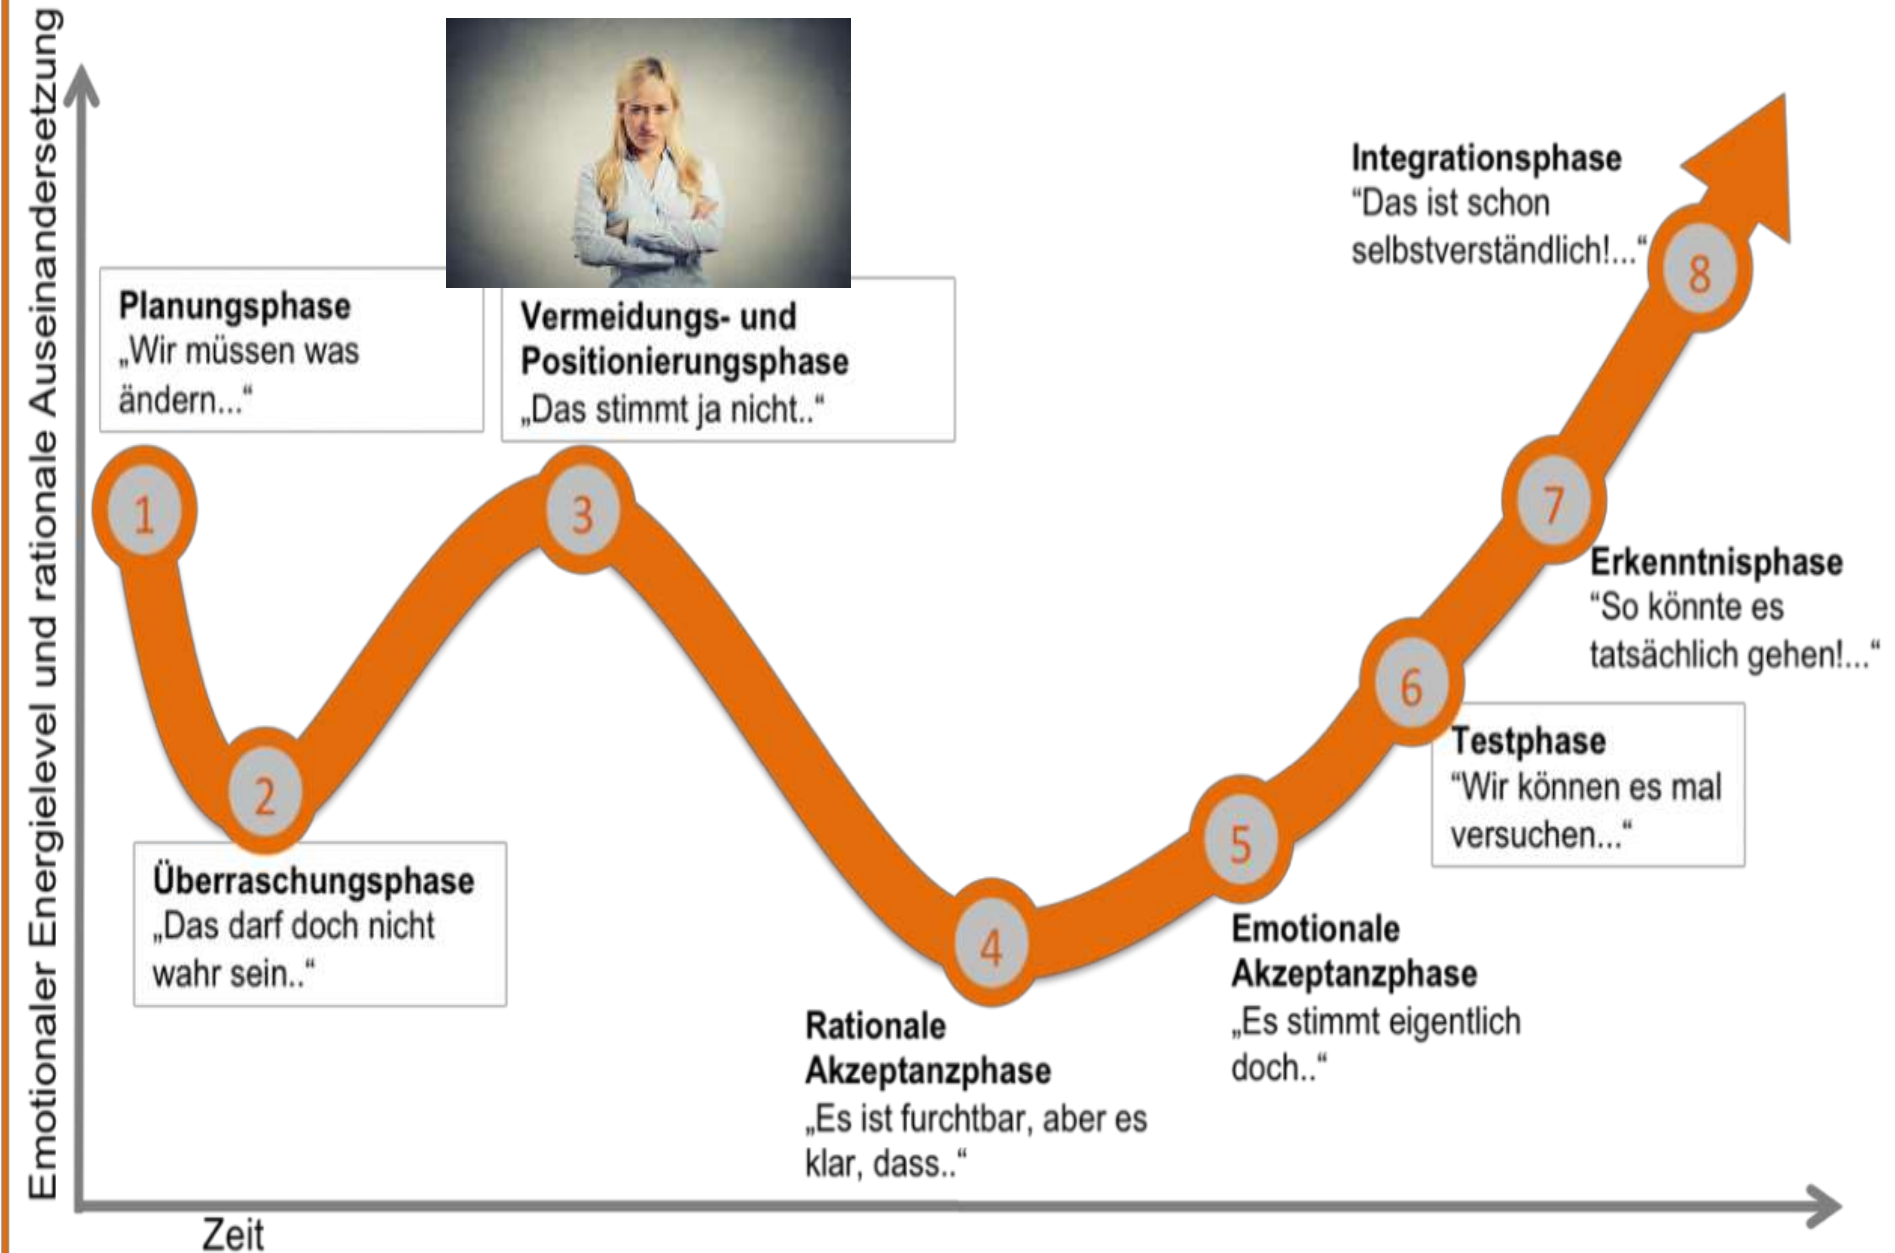 Emotionaler Energielevel und rationale Auseinandersetzung
Planungsphase
„Wir müssen was
ändern...“
1
2
Überraschungsphase
„Das darf doch nicht
wahr sein..“
Vermeidungs- und
Positionierungsphase
„Das stimmt ja nicht..“
3
4
Rationale
Akzeptanzphase
„Es ist furchtbar, aber es
klar, dass..“
5
Emotionale
Akzeptanzphase
„Es stimmt eigentlich
doch..“
6
Testphase
“Wir können es mal
versuchen...“
7
Erkenntnisphase
“So könnte es
tatsächlich gehen!...“
Integrationsphase
“Das ist schon
selbstverständlich!...“
8
Zeit